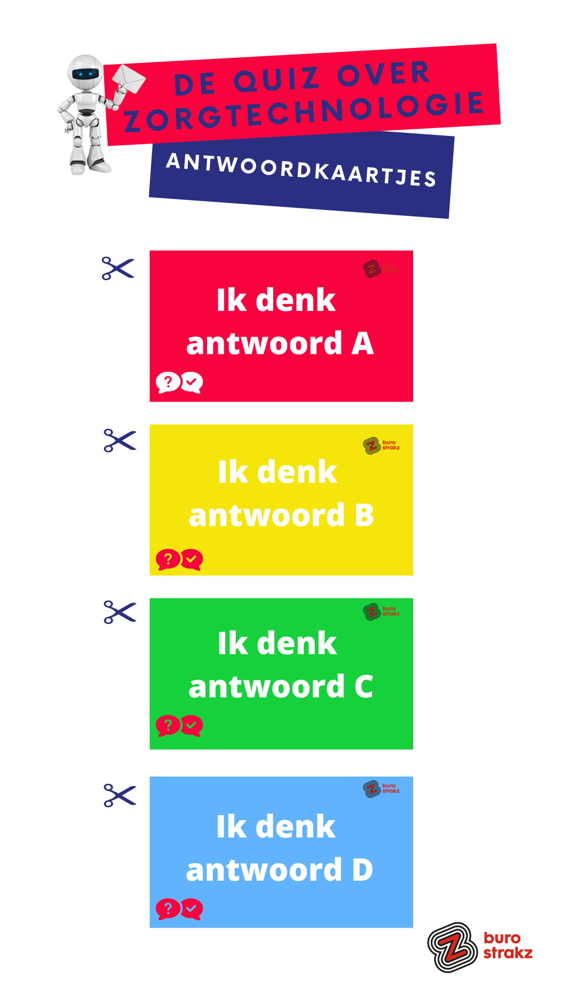 DE QUIZ OVER
ZORGTECHNOLOGIE
ANTWOORDKAARTJES
buro
strakz
Ik denk
antwoord A
?
buro
strakz
Ik denk
antwoord B
?
buro
strakz
Ik denk
antwoord C
?
buro
strakz
Ik denk
antwoord D
?
buro
strakz